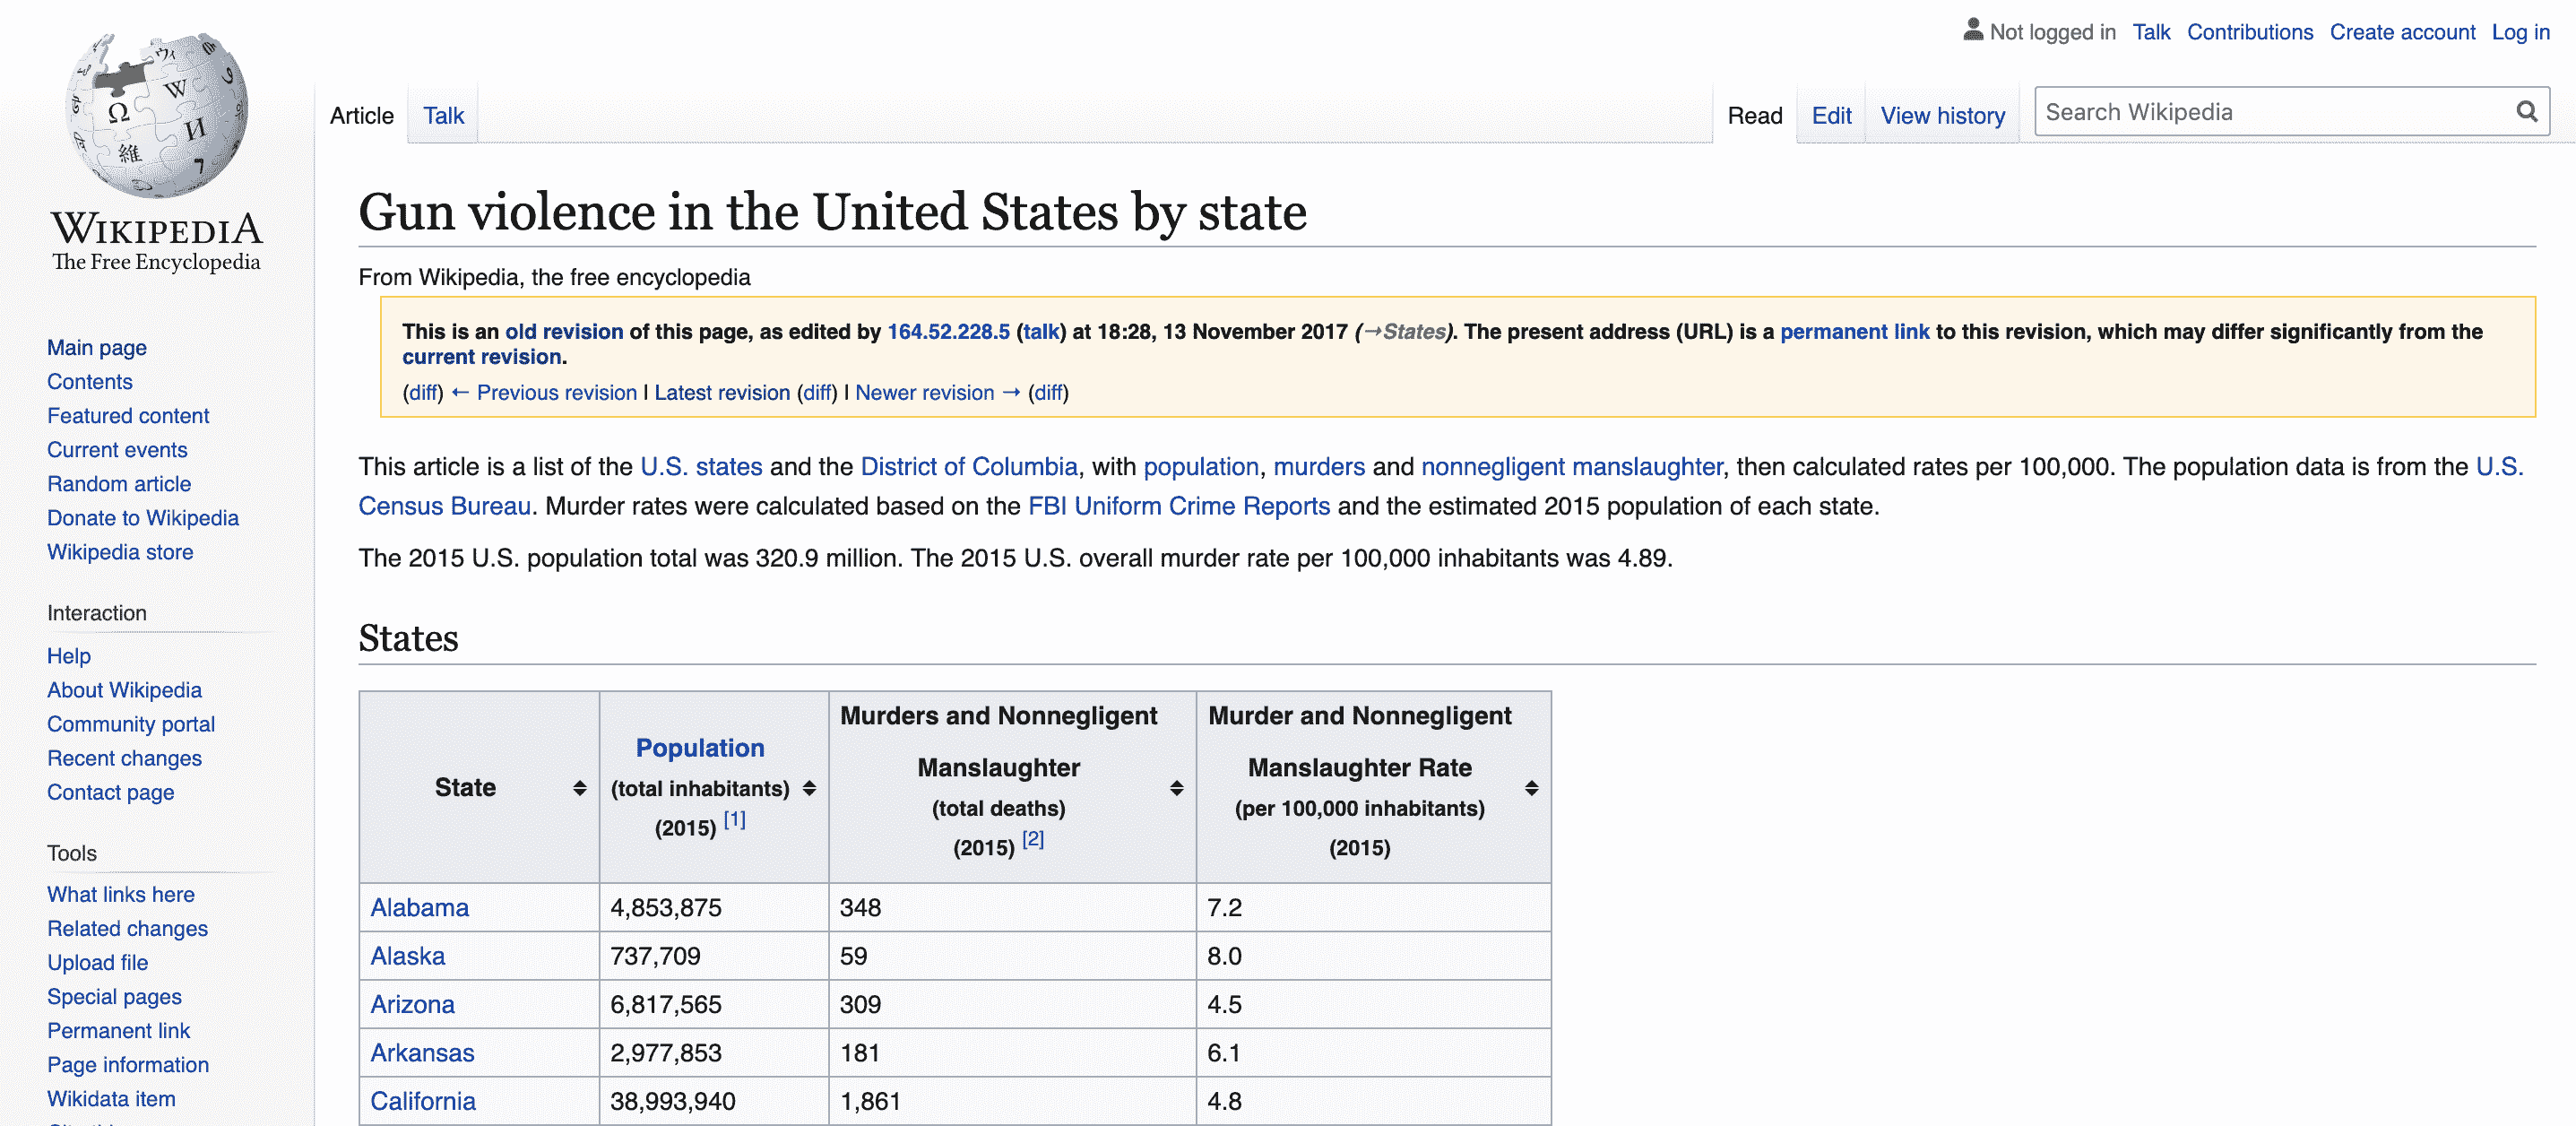 Not logged in Talk Contributions Create account Log in
Article Talk Read Edit View history Search Wikipedia
WIKIPEDIA
The Free Encyclopedia
Main page
Contents
Featured content
Current events
Random article
Donate to Wikipedia
Wikipedia store
Interaction
Help
About Wikipedia
Community portal
Recent changes
Contact page
Tools
What links here
Related changes
Upload file
Special pages
Permanent link
Page information
Wikidata item
Gun violence in the United States by state
From Wikipedia, the free encyclopedia
This is an old revision of this page, as edited by 164.52.228.5 (talk) at 18:28, 13 November 2017 (→States). The present address (URL) is a permanent link to this revision, which may differ significantly from the
current revision.
(diff) ← Previous revision | Latest revision (diff) | Newer revision → (diff)
This article is a list of the U.S. states and the District of Columbia, with population, murders and nonnegligent manslaughter, then calculated rates per 100,000. The population data is from the U.S.
Census Bureau. Murder rates were calculated based on the FBI Uniform Crime Reports and the estimated 2015 population of each state.
The 2015 U.S. population total was 320.9 million. The 2015 U.S. overall murder rate per 100,000 inhabitants was 4.89.
States
State
Population
(total inhabitants)
(2015) [1]
Murders and Nonnegligent
Manslaughter
(total deaths)
(2015) [2]
Murder and Nonnegligent
Manslaughter Rate
(per 100,000 inhabitants)
(2015)
Alabama 4,853,875 348 7.2
Alaska 737,709 59 8.0
Arizona 6,817,565 309 4.5
Arkansas 2,977,853 181 6.1
California 38,993,940 1,861 4.8